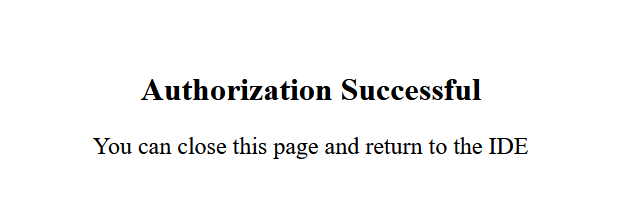 Authorization Successful
You can close this page and return to the IDE